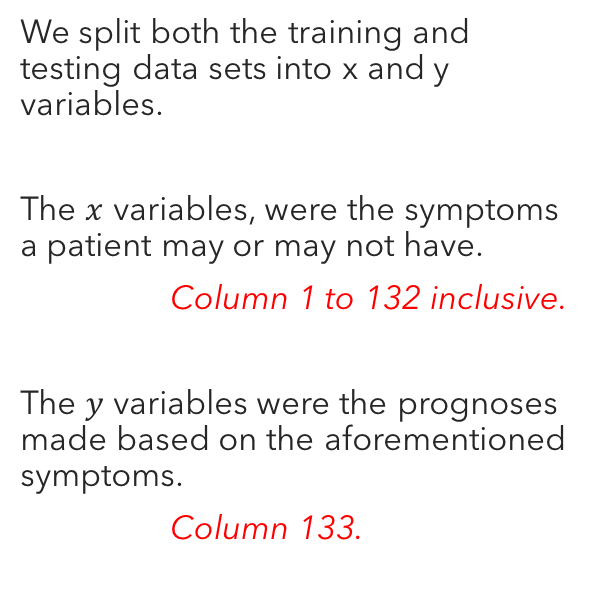 We split both the training and
testing data sets into x and y
variables.
The x variables, were the symptoms
a patient may or may not have.
Column 1 to 132 inclusive.
The y variables were the prognoses
made based on the aforementioned
symptoms.
Column 133.